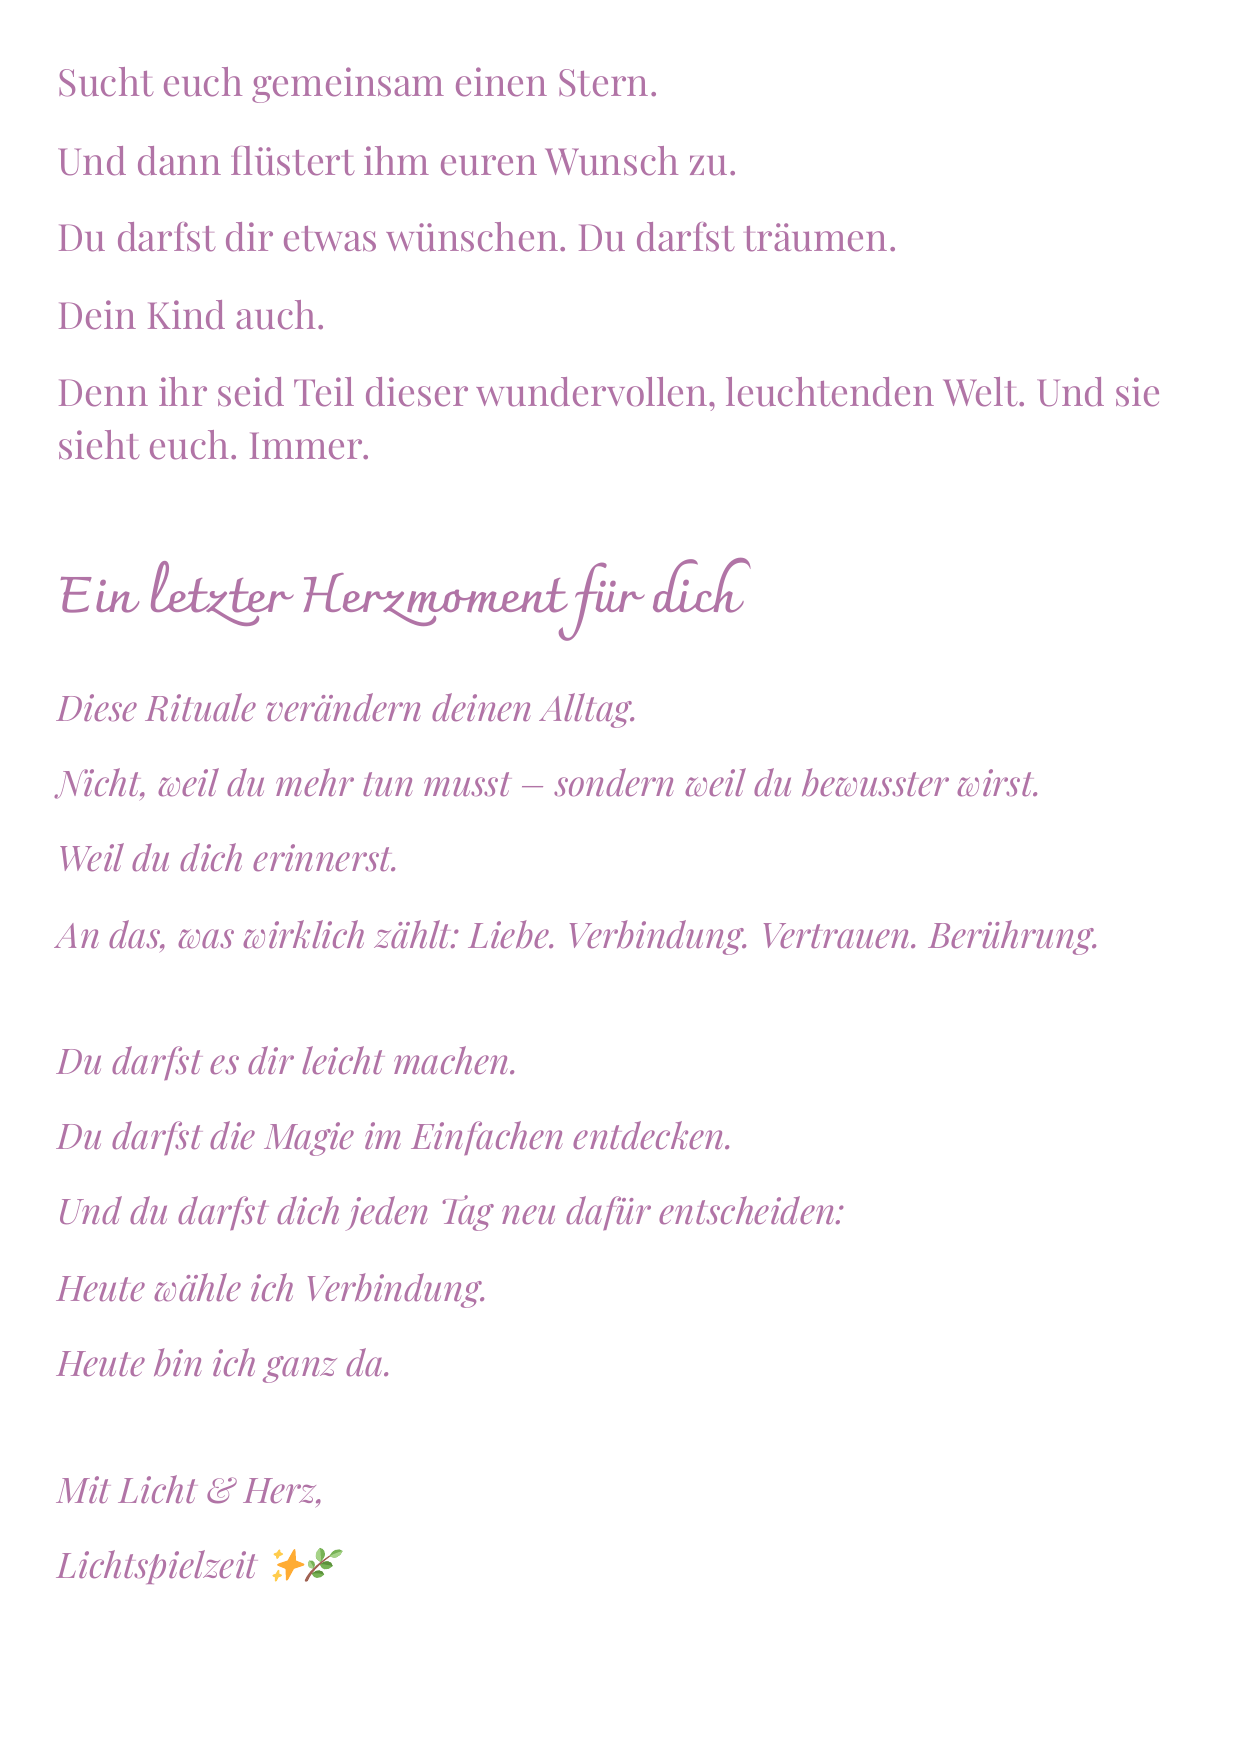 Sucht euch gemeinsam einen Stern.
Und dann flüstert ihm euren Wunsch zu.
Du darfst dir etwas wünschen. Du darfst träumen.
Dein Kind auch.
Denn ihr seid Teil dieser wundervollen, leuchtenden Welt. Und sie
sieht euch. Immer.
Ein letzter Herzmoment für dich
Diese Rituale verändern deinen Alltag.
Nicht, weil du mehr tun musst – sondern weil du bewusster wirst.
Weil du dich erinnerst.
An das, was wirklich zählt: Liebe. Verbindung. Vertrauen. Berührung.
Du darfst es dir leicht machen.
Du darfst die Magie im Einfachen entdecken.
Und du darfst dich jeden Tag neu dafür entscheiden:
Heute wähle ich Verbindung.
Heute bin ich ganz da.
Mit Licht & Herz,
Lichtspielzeit ✨🌿